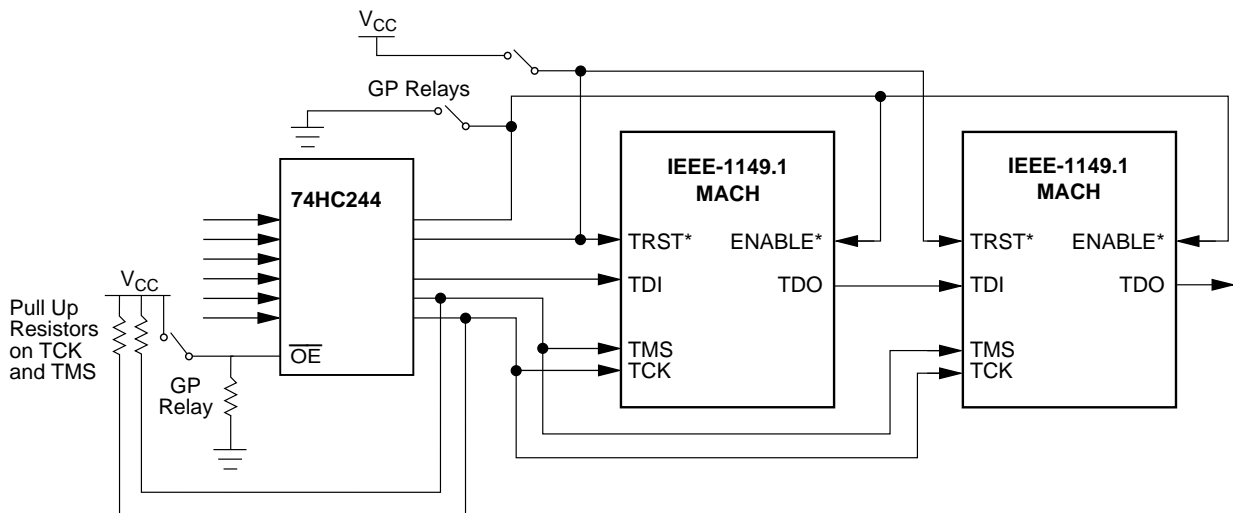 VCC
GP Relays
74HC244
OE
VCC
Pull Up
Resistors
on TCK
and TMS
GP
Relay
IEEE-1149.1
MACH
TRST*
ENABLE*
TDI
TDO
TMS
TCK
IEEE-1149.1
MACH
TRST*
ENABLE*
TDI
TDO
TMS
TCK